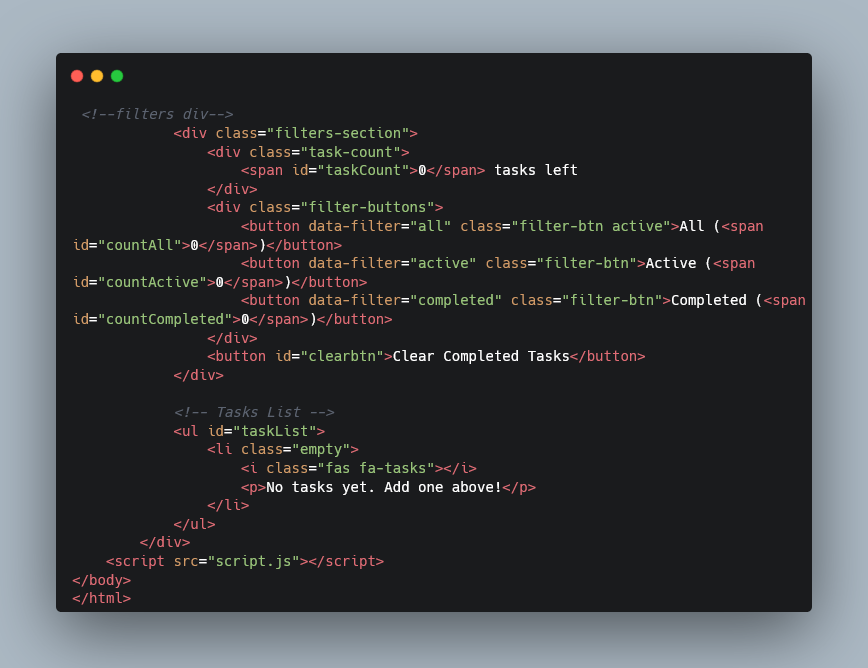 <!--filters div-->
<div class="filters-section">
<div class="task-count">
<span id="taskCount">0</span> tasks left
</div>
<div class="filter-buttons">
<button data-filter="all" class="filter-btn active">All (<span
id="countAll">0</span>)</button>
<button data-filter="active" class="filter-btn">Active (<span
id="countActive">0</span>)</button>
<button data-filter="completed" class="filter-btn">Completed (<span
id="countCompleted">0</span>)</button>
</div>
<button id="clearbtn">Clear Completed Tasks</button>
</div>
<!-- Tasks List -->
<ul id="taskList">
<li class="empty">
<i class="fas fa-tasks"></i>
<p>No tasks yet. Add one above!</p>
</li>
</ul>
</div>
<script src="script.js"></script>
</body>
</html>